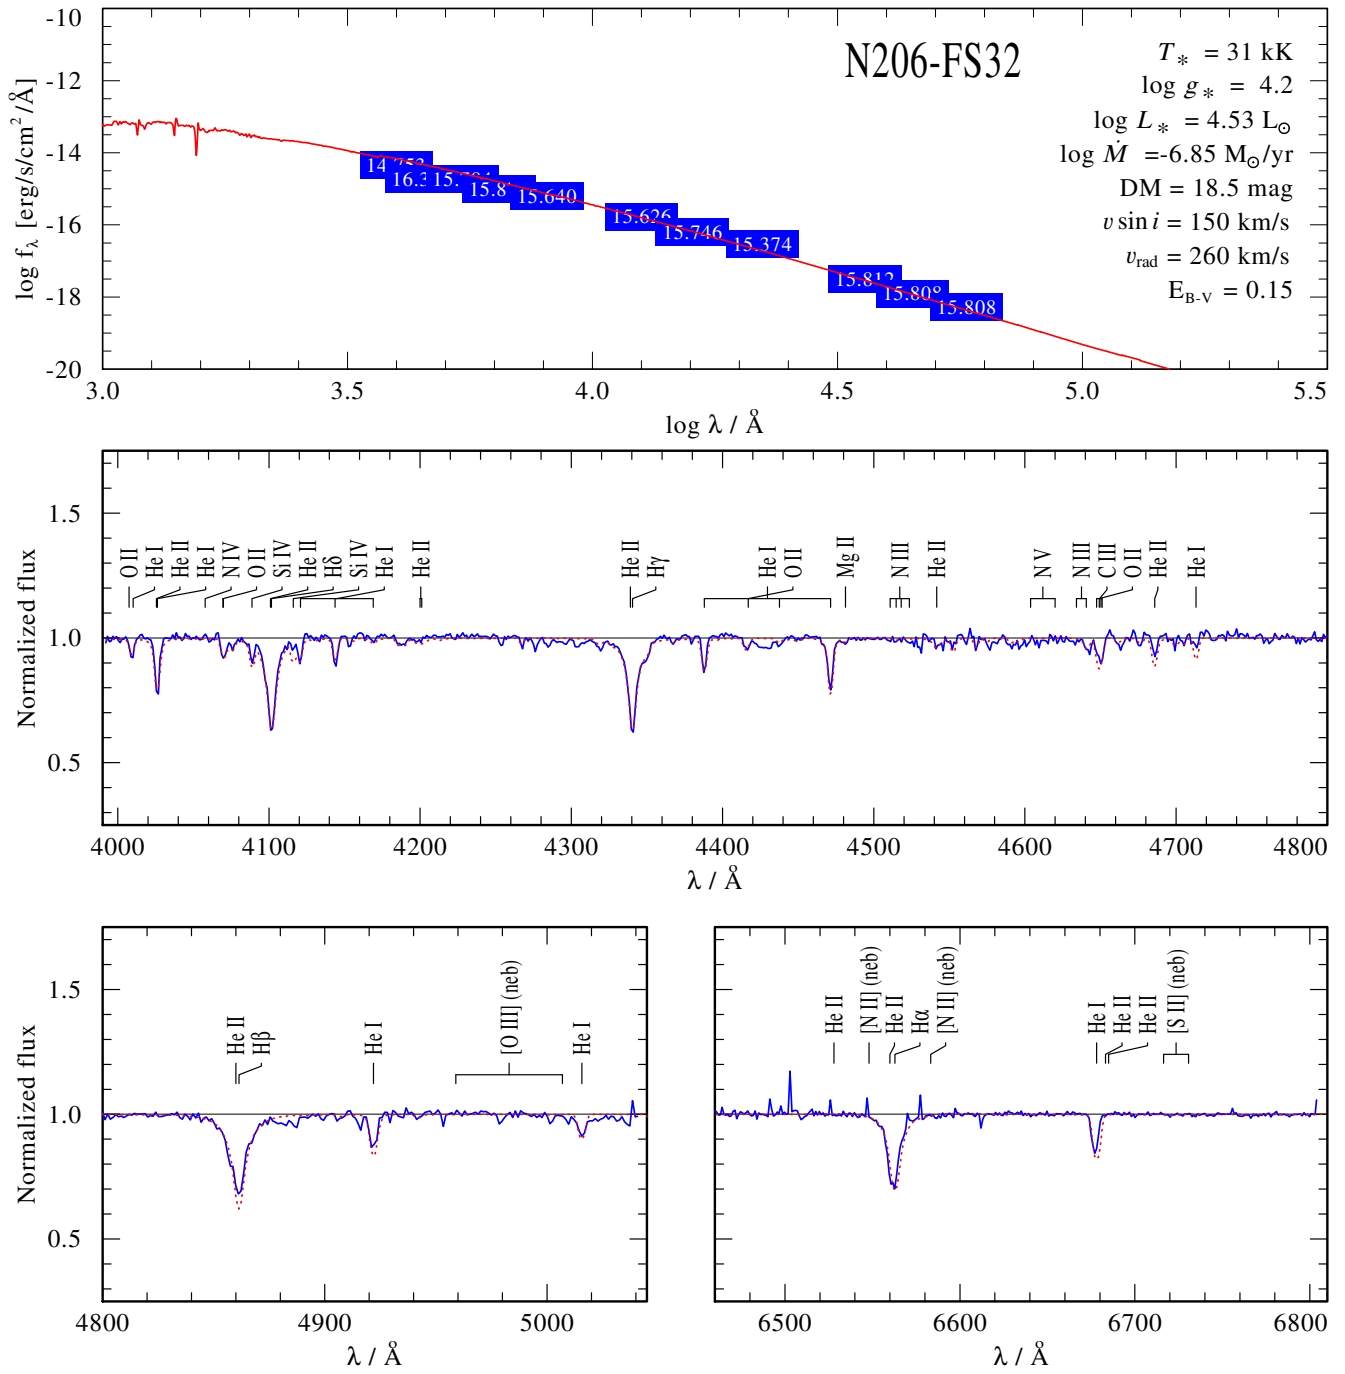 -10
-12
-14
-16
-18
-20
log fλ [erg/s/cm²/Å]
N206-FS32
T* = 31 kK
log g* = 4.2
log L* = 4.53 L⊙
log Ṁ =-6.85 M⊙/yr
DM = 18.5 mag
v sin i = 150 km/s
vrad = 260 km/s
EB-V = 0.15
15.640
15.626
15.746
15.374
15.812
15.808
15.808
3.0 3.5 4.0 4.5 5.0 5.5
log λ / Å
Normalized flux
1.5
1.0
0.5
O II
He I
He II
He I
N IV
O II
Si IV
He II
Hδ
Si IV
He I
He II
He II
Hγ
He I
O II
Mg II
N III
He II
N V
N III
C III
O II
He II
He I
4000 4100 4200 4300 4400 4500 4600 4700 4800
λ / Å
Normalized flux
1.5
1.0
0.5
He II
Hβ
He I
[O III] (neb)
He I
4800 4900 5000
λ / Å
He II
[N II] (neb)
He II
Hα
[N II] (neb)
He I
He II
He II
[S II] (neb)
6500 6600 6700 6800
λ / Å